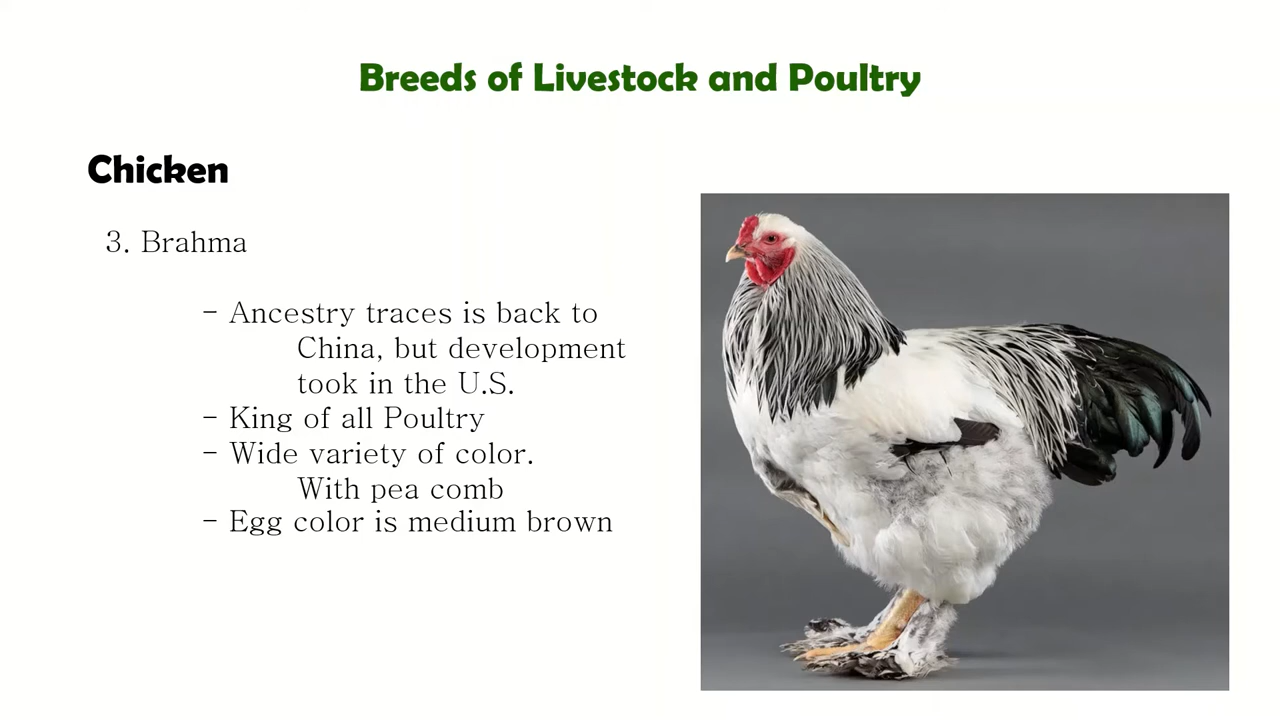 Breeds of Livestock and Poultry
Chicken
3. Brahma
- Ancestry traces is back to
China, but development
took in the U.S.
- King of all Poultry
- Wide variety of color.
With pea comb
- Egg color is medium brown